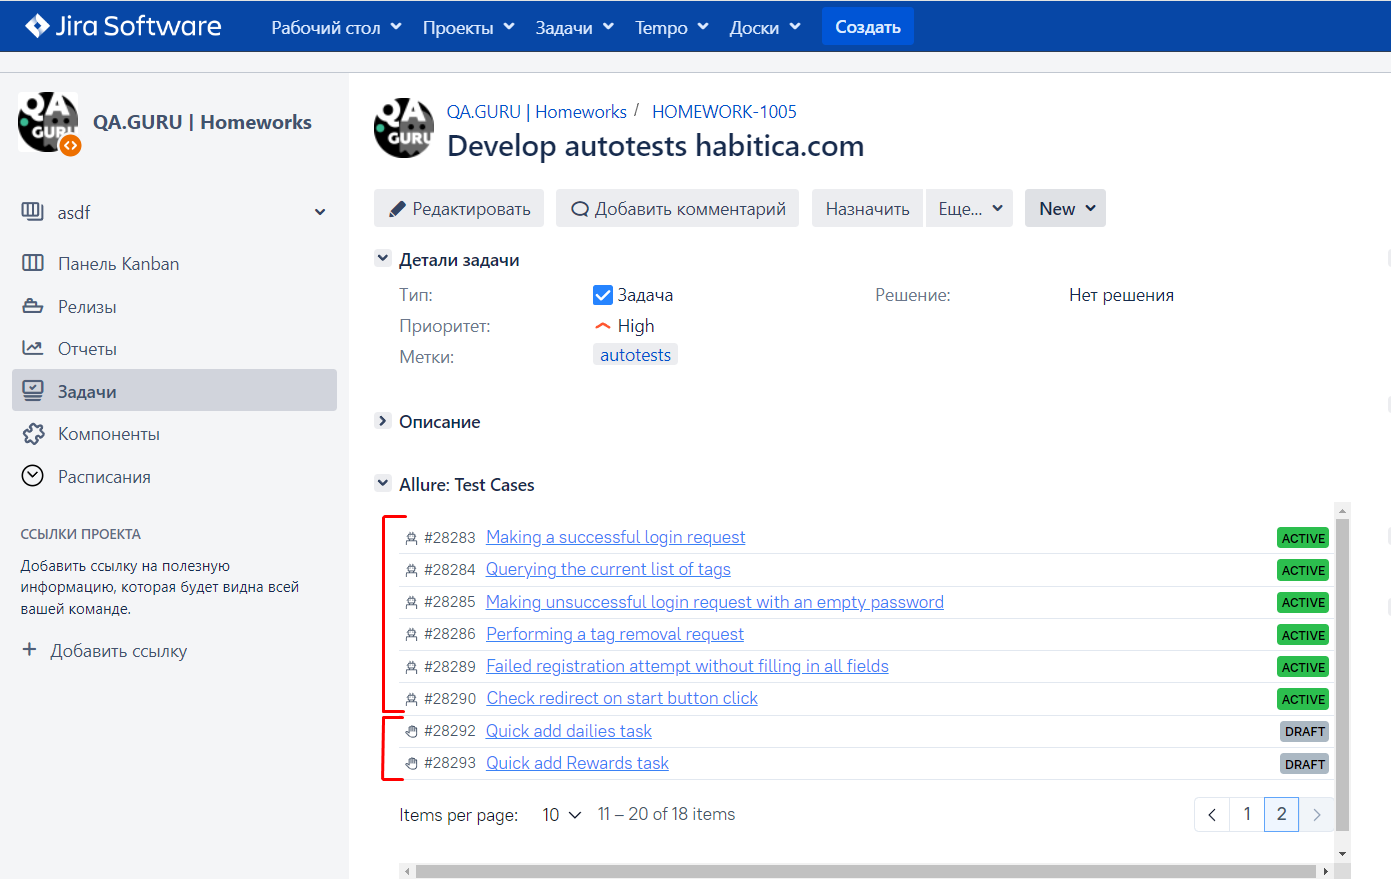 Jira Software
Рабочий стол Проекты Задачи Tempo Доски Создать
QA GURU
QA.GURU | Homeworks
asdf
Панель Kanban
Релизы
Отчеты
Задачи
Компоненты
Расписания
ССЫЛКИ ПРОЕКТА
Добавить ссылку на полезную
информацию, которая будет видна всей
вашей команде.
+ Добавить ссылку
QA GURU
QA.GURU | Homeworks / HOMEWORK-1005
Develop autotests habitica.com
Редактировать Добавить комментарий Назначить Еще... New
Детали задачи
Тип: Задача Решение: Нет решения
Приоритет: High
Метки: autotests
Описание
Allure: Test Cases
#28283 Making a successful login request ACTIVE
#28284 Querying the current list of tags ACTIVE
#28285 Making unsuccessful login request with an empty password ACTIVE
#28286 Performing a tag removal request ACTIVE
#28289 Failed registration attempt without filling in all fields ACTIVE
#28290 Check redirect on start button click ACTIVE
#28292 Quick add dailies task DRAFT
#28293 Quick add Rewards task DRAFT
Items per page: 10 11 – 20 of 18 items 1 2